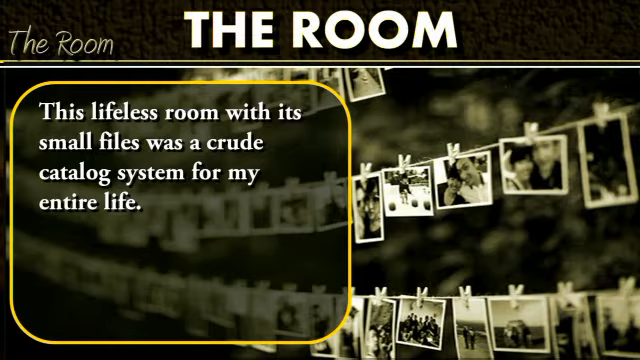 The Room
THE ROOM
This lifeless room with its
small files was a crude
catalog system for my
entire life.